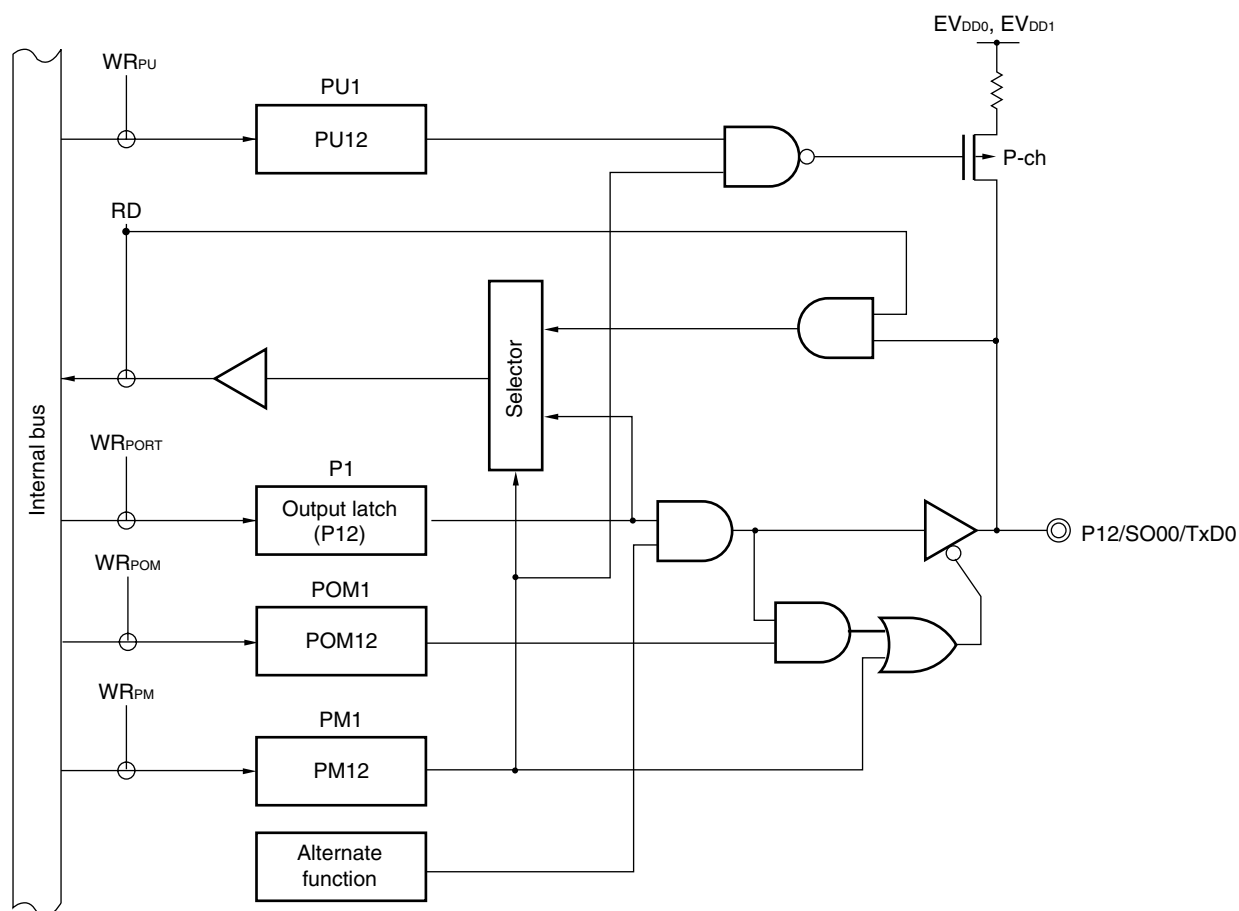 EVDD0, EVDD1
WRPU
PU1
PU12
P-ch
RD
Selector
Internal bus
WRPORT
P1
Output latch
(P12)
P12/SO00/TxD0
WRPOM
POM1
POM12
WRPM
PM1
PM12
Alternate
function